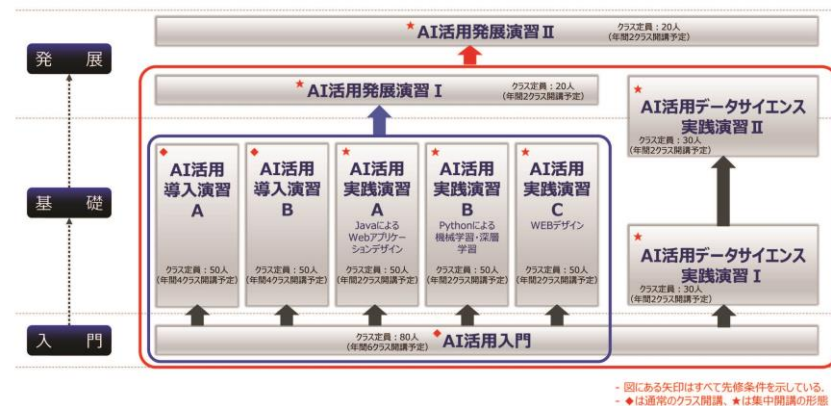 ★AI活用発展演習Ⅱ
クラス定員：20人
（年間2クラス開講予定）
発 展
★AI活用発展演習Ⅰ
クラス定員：20人
（年間2クラス開講予定）
★
AI活用データサイエンス
実践演習Ⅱ
クラス定員：30人
（年間2クラス開講予定）
基 礎
◆
AI活用
導入演習
A
クラス定員：50人
（年間4クラス開講予定）
◆
AI活用
導入演習
B
クラス定員：50人
（年間4クラス開講予定）
★
AI活用
実践演習
A
Javaによる
Webアプリケー
ションデザイン
クラス定員：50人
（年間2クラス開講予定）
★
AI活用
実践演習
B
Pythonによる
機械学習・深層
学習
クラス定員：50人
（年間2クラス開講予定）
★
AI活用
実践演習
C
WEBデザイン
クラス定員：50人
（年間2クラス開講予定）
★
AI活用データサイエンス
実践演習Ⅰ
クラス定員：30人
（年間2クラス開講予定）
入 門
クラス定員：80人
（年間6クラス開講予定）
◆AI活用入門
- 図にある矢印はすべて先修条件を示している。
- ◆は通常のクラス開講、★は集中開講の形態